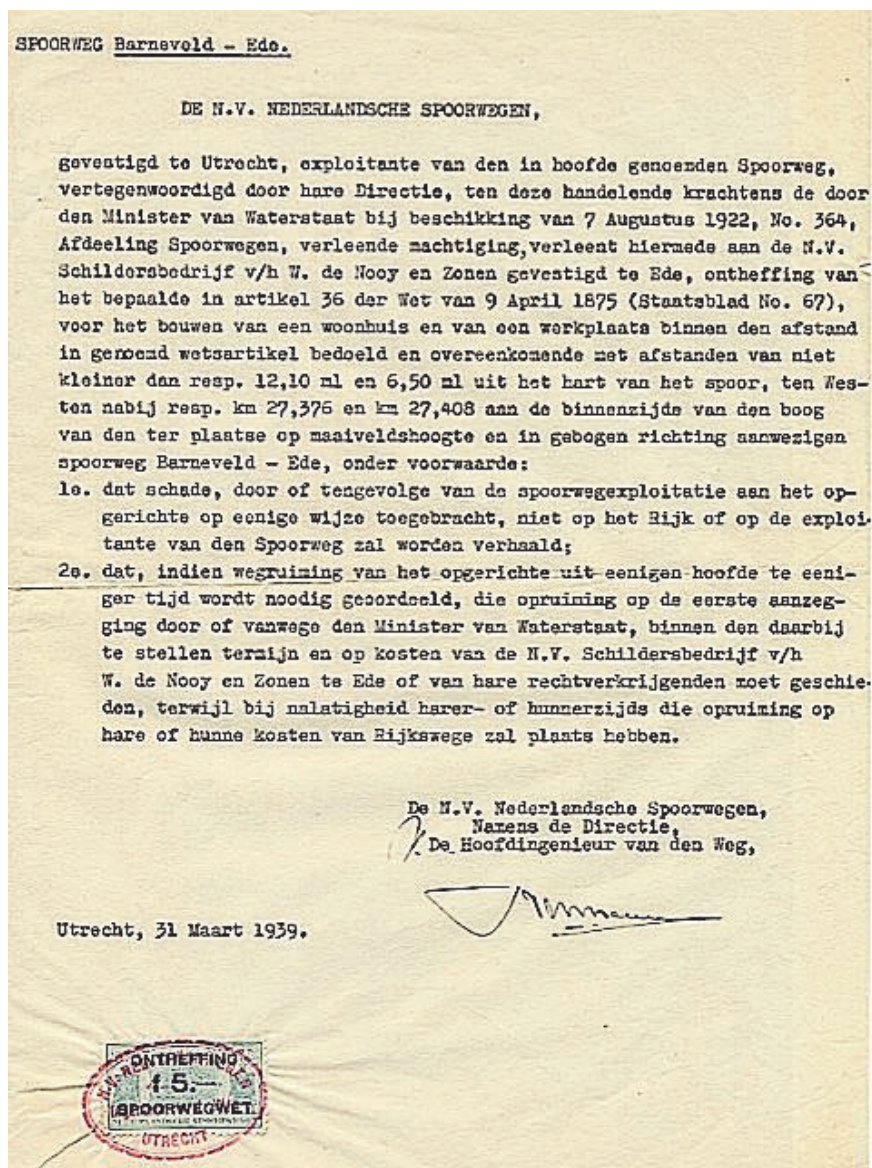 SPOORWEG Barneveld - Ede.
DE N.V. NEDERLANDSCHE SPOORWEGEN,
gevestigd te Utrecht, exploitante van den in hoofde genoemden Spoorweg,
vertegenwoordigd door hare Directie, ten deze handelende krachtens de door
den Minister van Waterstaat bij beschikking van 7 Augustus 1922, No. 364,
Afdeeling Spoorwegen, verleende machtiging,verleent hiermede aan de N.V.
Schildersbedrijf v/h W. de Nooy en Zonen gevestigd te Ede, ontheffing van
het bepaalde in artikel 36 der Wet van 9 April 1875 (Staatsblad No. 67),
voor het bouwen van een woonhuis en van een werkplaats binnen den afstand
in genoemd wetsartikel bedoeld en overeenkomende met afstanden van niet
kleiner dan resp. 12,10 ml en 6,50 ml uit het hart van het spoor, ten Wes-
ten nabij resp. km 27,376 en km 27,408 aan de binnenzijde van den boog
van den ter plaatse op maaiveldshoogte en in gebogen richting aanwezigen
spoorweg Barneveld - Ede, onder voorwaarde:
1e. dat schade, door of tengevolge van de spoorwegexploitatie aan het op-
gerichte op eenige wijze toegebracht, niet op het Rijk of op de exploi-
tante van den Spoorweg zal worden verhaald;
2e. dat, indien wegruiming van het opgerichte uit eenigen hoofde te eeni-
ger tijd wordt noodig geoordeeld, die opruiming op de eerste aanzeg-
ging door of vanwege den Minister van Waterstaat, binnen den daarbij
te stellen termijn en op kosten van de N.V. Schildersbedrijf v/h
W. de Nooy en Zonen te Ede of van hare rechtverkrijgenden moet geschie-
den, terwijl bij nalatigheid harer- of hunnerzijds die opruiming op
hare of hunne kosten van Rijkswege zal plaats hebben.
De N.V. Nederlandsche Spoorwegen,
Namens de Directie,
De Hoofdingenieur van den Weg,
Utrecht, 31 Maart 1939.
ONTHEFFING
f 5.—
SPOORWEGWET
UTRECHT